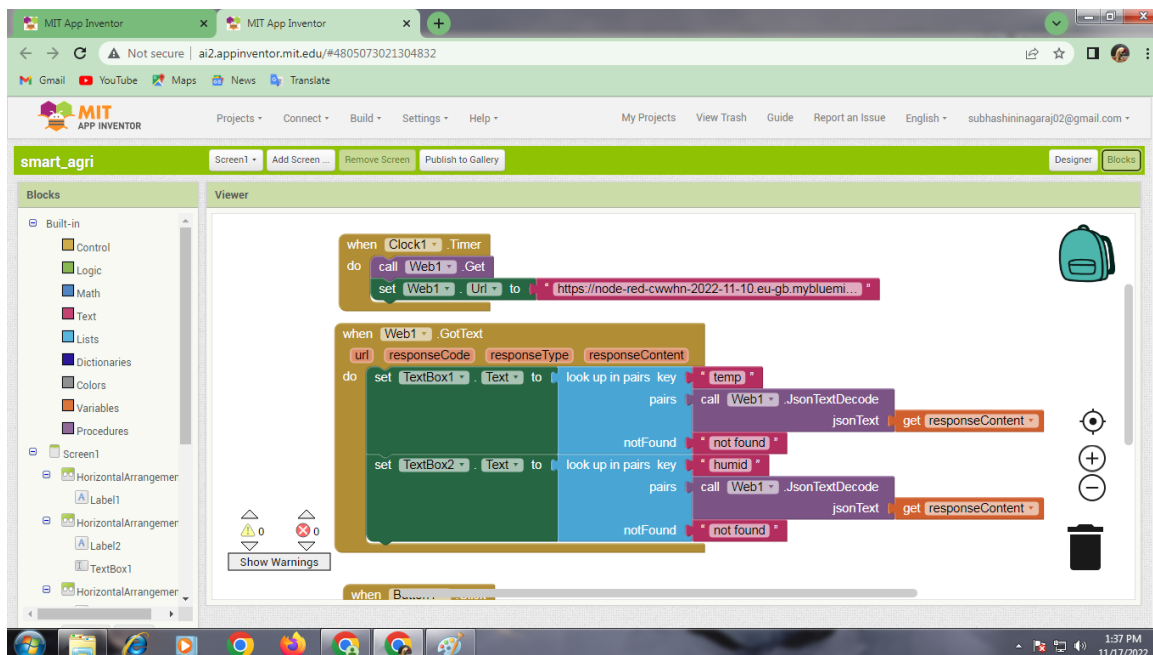 MIT App Inventor
MIT App Inventor
Not secure ai2.appinventor.mit.edu/#4805073021304832
Gmail YouTube Maps News Translate
MIT APP INVENTOR
Projects Connect Build Settings Help My Projects View Trash Guide Report an Issue English subhashininagaraj02@gmail.com
smart_agri Screen1 Add Screen ... Remove Screen Publish to Gallery Designer Blocks
Blocks Viewer
Built-in
Control
Logic
Math
Text
Lists
Dictionaries
Colors
Variables
Procedures
Screen1
HorizontalArrangemen
Label1
HorizontalArrangemen
Label2
TextBox1
HorizontalArrangemen
when Clock1 .Timer
do call Web1 .Get
set Web1 . Url to " https://node-red-cwwhn-2022-11-10.eu-gb.mybluemi... "
when Web1 .GotText
url responseCode responseType responseContent
do set TextBox1 . Text to look up in pairs key " temp "
pairs call Web1 .JsonTextDecode
jsonText get responseContent
notFound " not found "
set TextBox2 . Text to look up in pairs key " humid "
pairs call Web1 .JsonTextDecode
jsonText get responseContent
notFound " not found "
0 0
Show Warnings
when
1:37 PM
11/17/2022